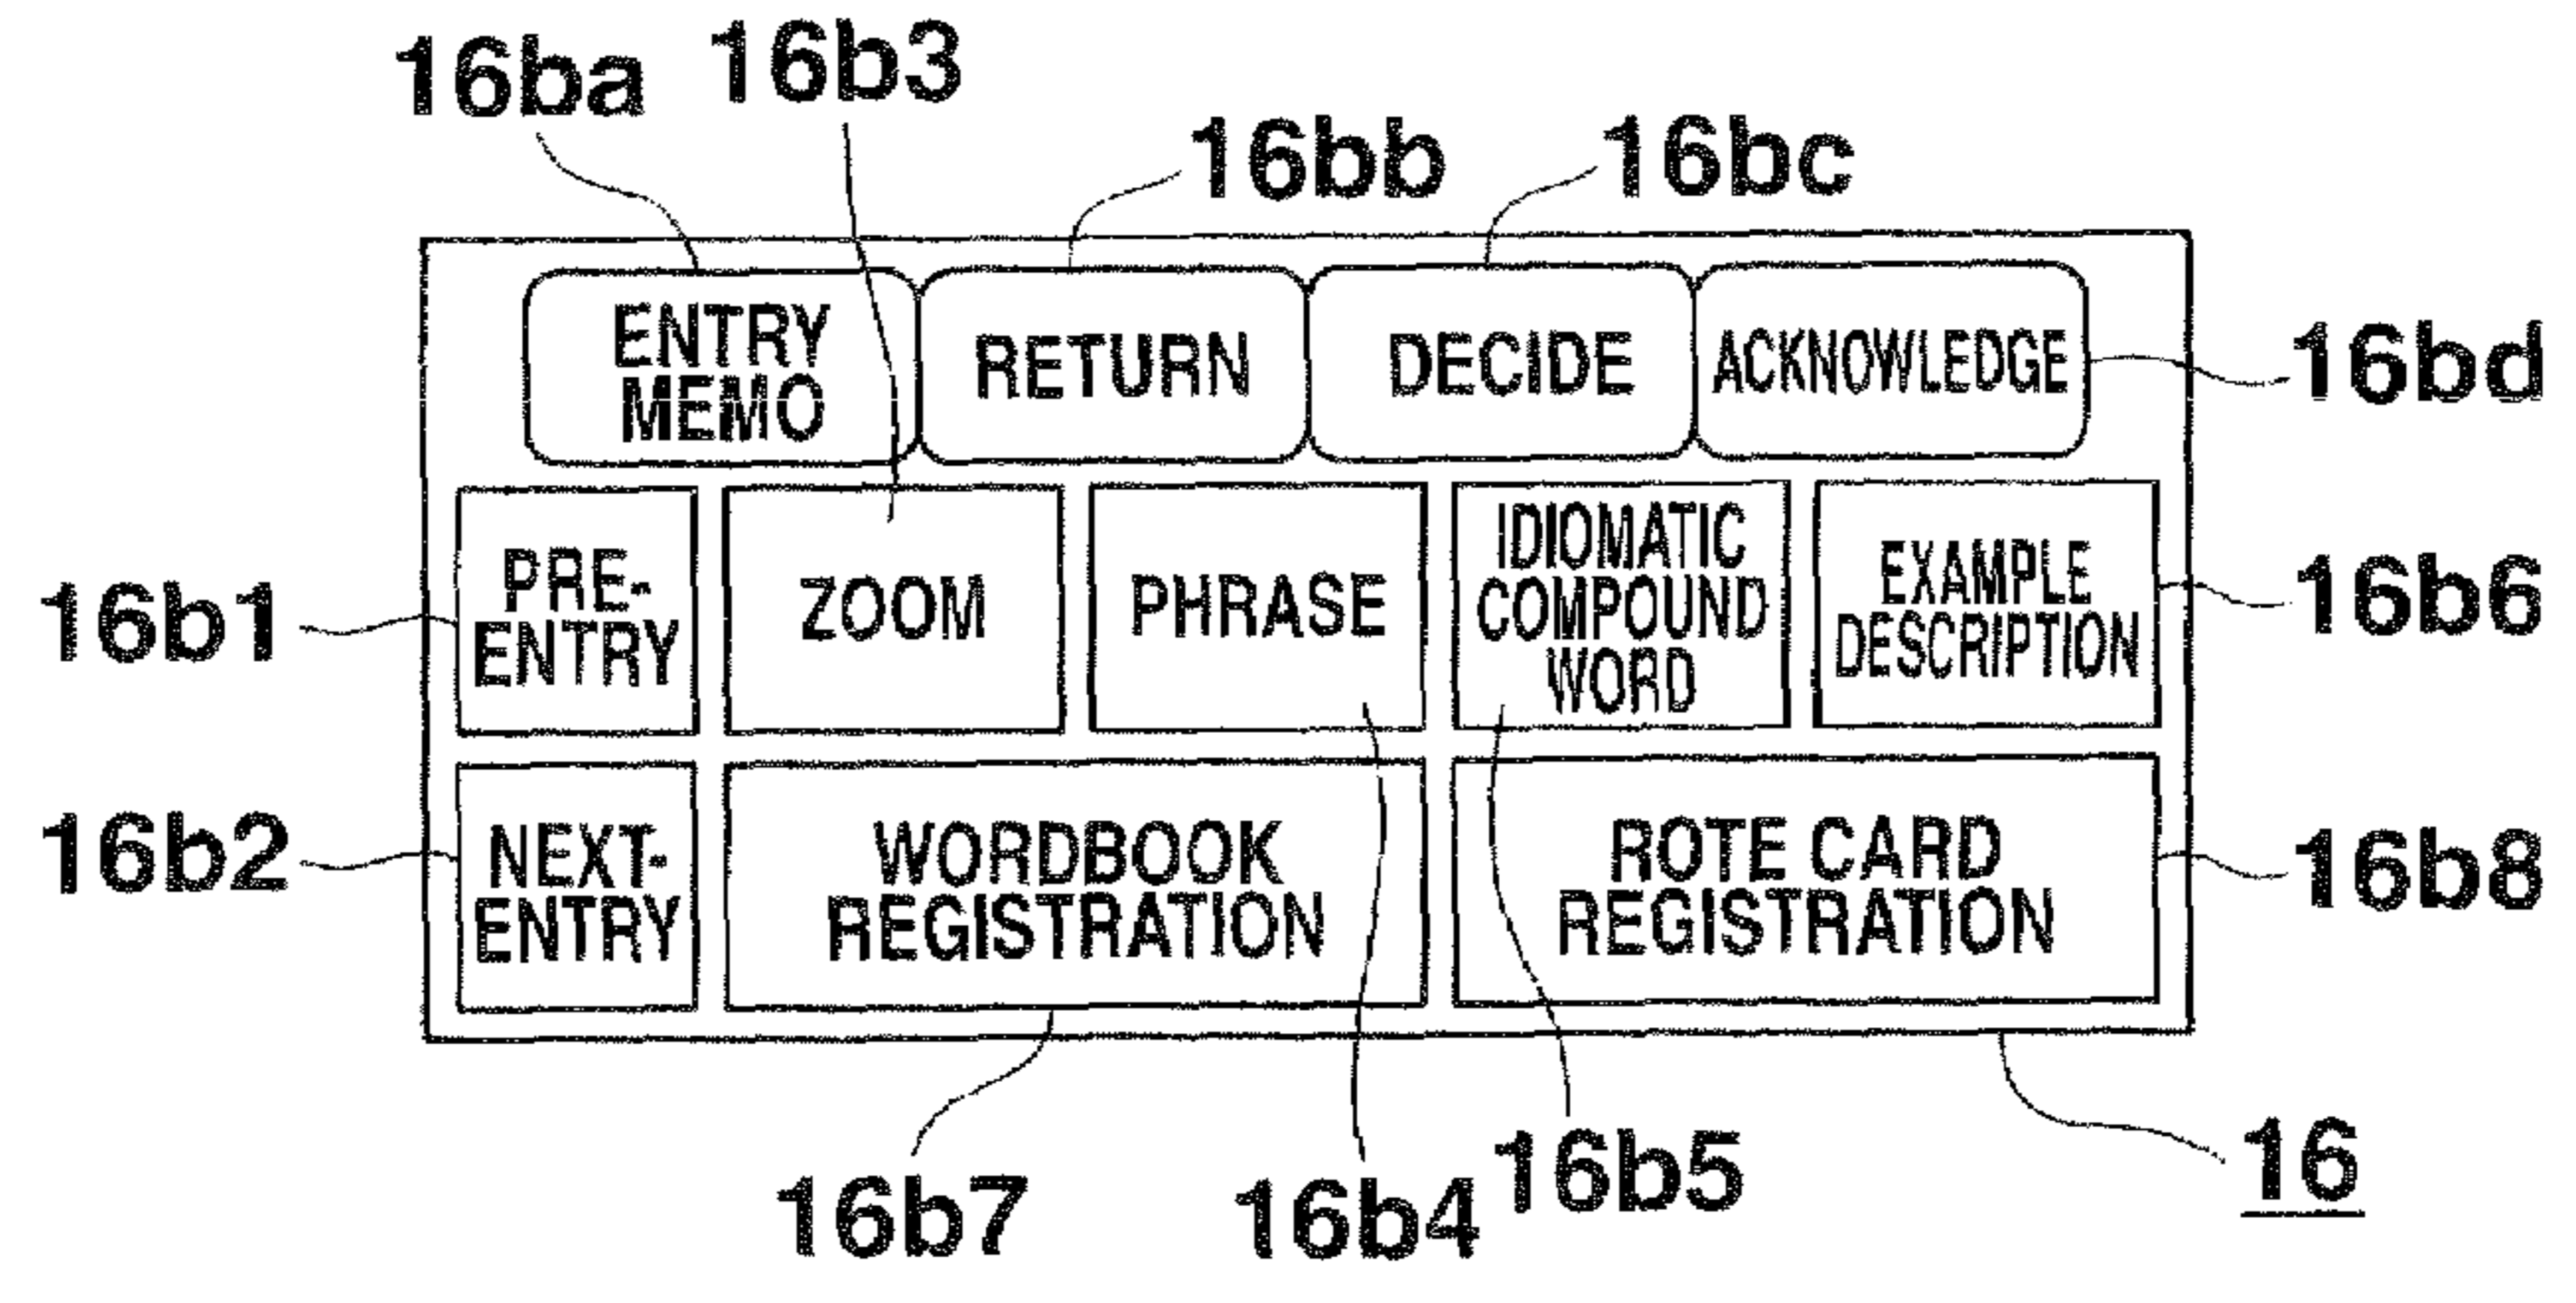 16ba 16b3
16bb 16bc
ENTRY
MEMO
RETURN
DECIDE
ACKNOWLEDGE
16bd
16b1
PRE-
ENTRY
ZOOM
PHRASE
IDIOMATIC
COMPOUND
WORD
EXAMPLE
DESCRIPTION
16b6
16b2
NEXT-
ENTRY
WORDBOOK
REGISTRATION
ROTE CARD
REGISTRATION
16b8
16b7
16b4
16b5
16